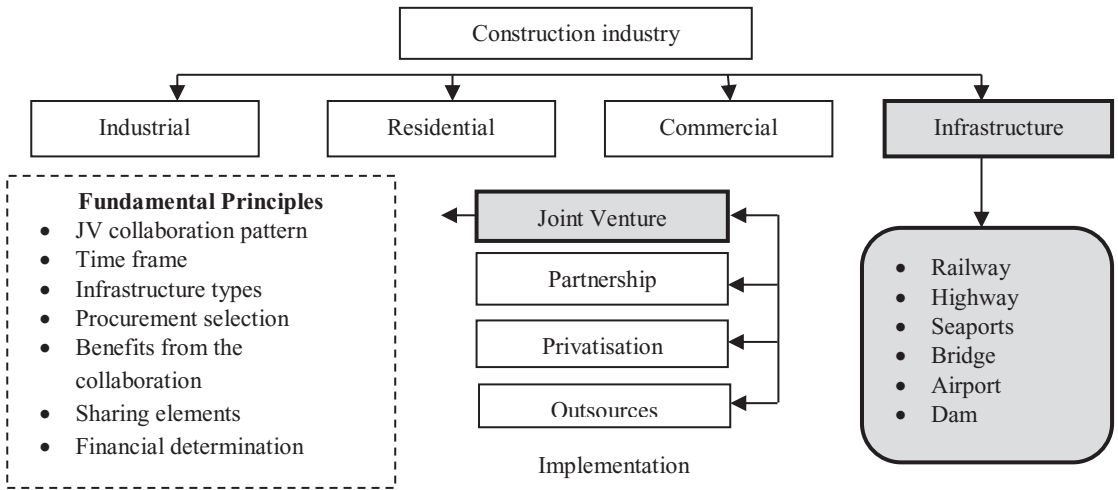 Construction industry
Industrial
Residential
Commercial
Infrastructure
Fundamental Principles
• JV collaboration pattern
• Time frame
• Infrastructure types
• Procurement selection
• Benefits from the
collaboration
• Sharing elements
• Financial determination
Joint Venture
Partnership
Privatisation
Outsources
Implementation
• Railway
• Highway
• Seaports
• Bridge
• Airport
• Dam